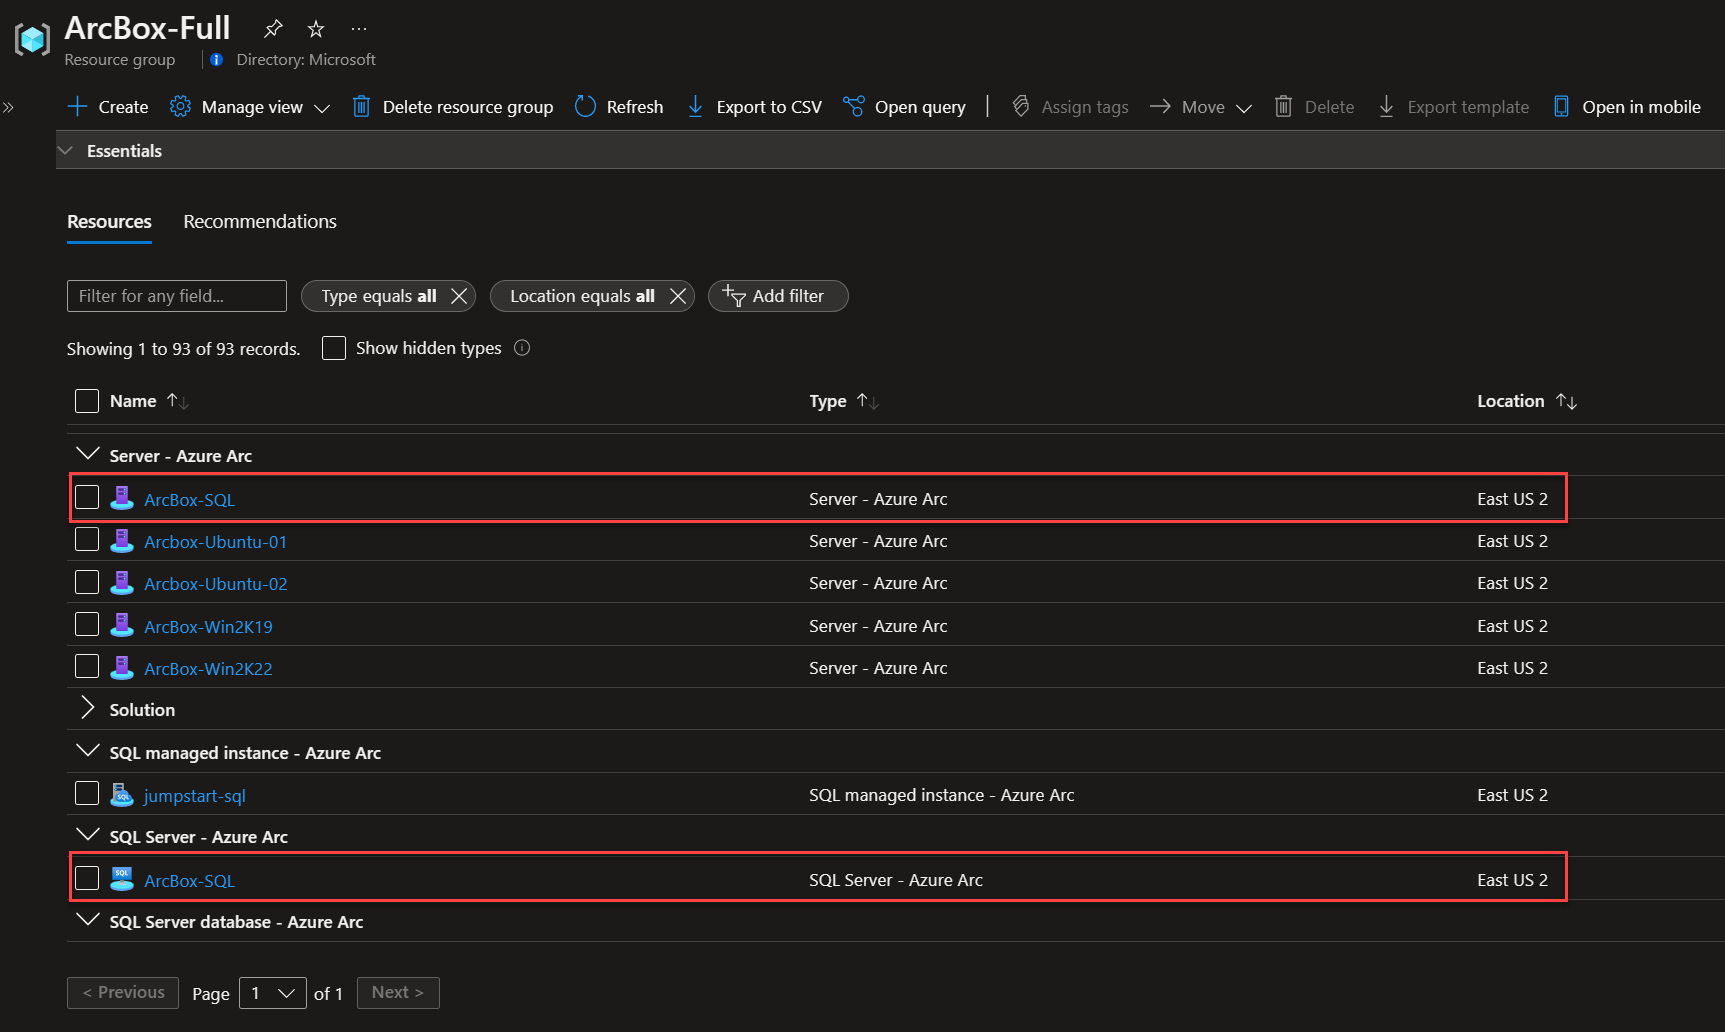 ArcBox-Full
Resource group Directory: Microsoft
Create Manage view Delete resource group Refresh Export to CSV Open query Assign tags Move Delete Export template Open in mobile
Essentials
Resources Recommendations
Filter for any field... Type equals all Location equals all Add filter
Showing 1 to 93 of 93 records. Show hidden types
Name Type Location
Server - Azure Arc
ArcBox-SQL Server - Azure Arc East US 2
Arcbox-Ubuntu-01 Server - Azure Arc East US 2
Arcbox-Ubuntu-02 Server - Azure Arc East US 2
ArcBox-Win2K19 Server - Azure Arc East US 2
ArcBox-Win2K22 Server - Azure Arc East US 2
Solution
SQL managed instance - Azure Arc
jumpstart-sql SQL managed instance - Azure Arc East US 2
SQL Server - Azure Arc
ArcBox-SQL SQL Server - Azure Arc East US 2
SQL Server database - Azure Arc
< Previous Page 1 of 1 Next >